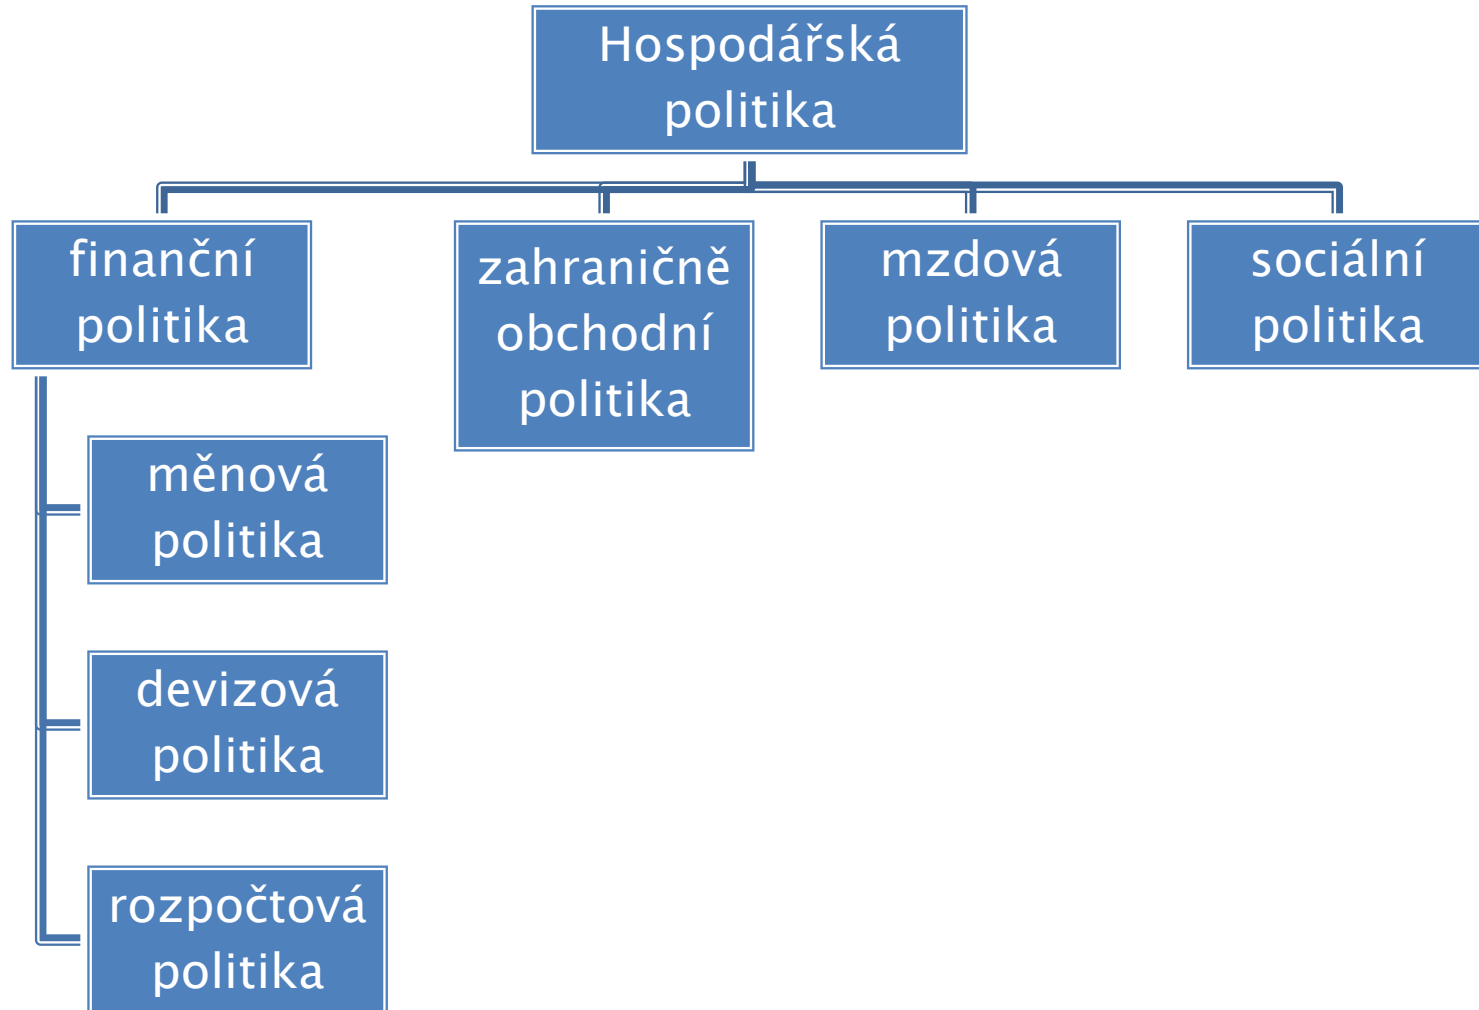 Hospodářská
politika
finanční
politika
zahraničně
obchodní
politika
mzdová
politika
sociální
politika
měnová
politika
devizová
politika
rozpočtová
politika